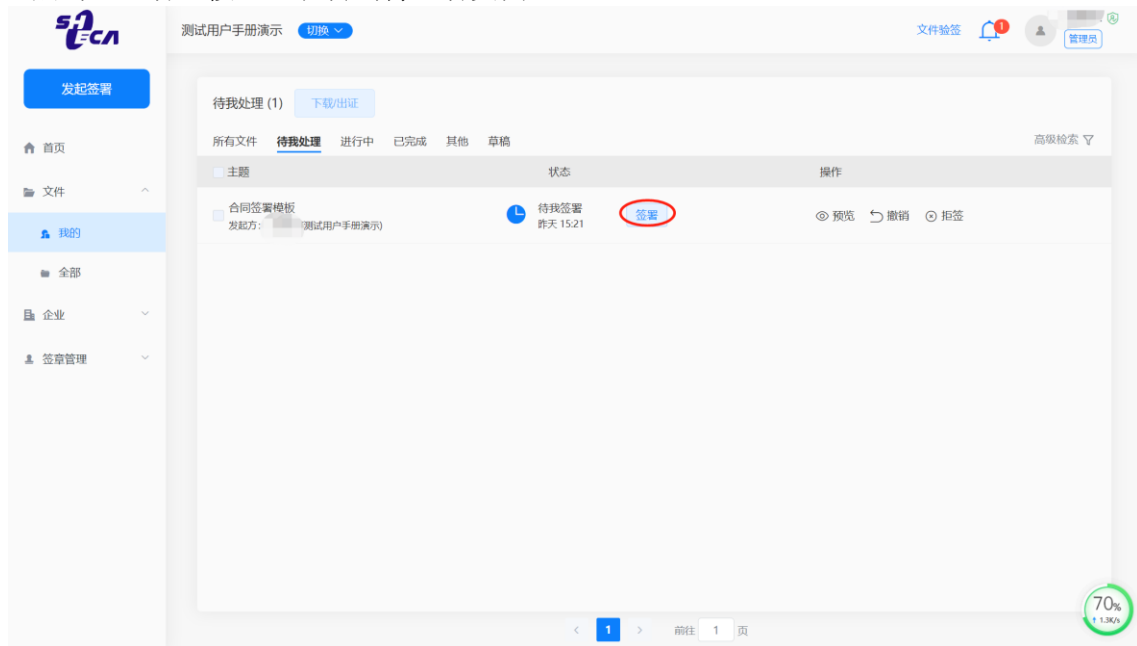 测试用户手册演示 切换 文件验签 1
管理员
发起签署
首页
文件
我的
全部
企业
签章管理
待我处理 (1) 下载/出证
所有文件 待我处理 进行中 已完成 其他 草稿 高级检索
主题 状态 操作
合同签署模板 待我签署 签署 预览 撤销 拒签
发起方: 测试用户手册演示) 昨天 15:21
1 前往 1 页
70%
↑ 1.3K/s